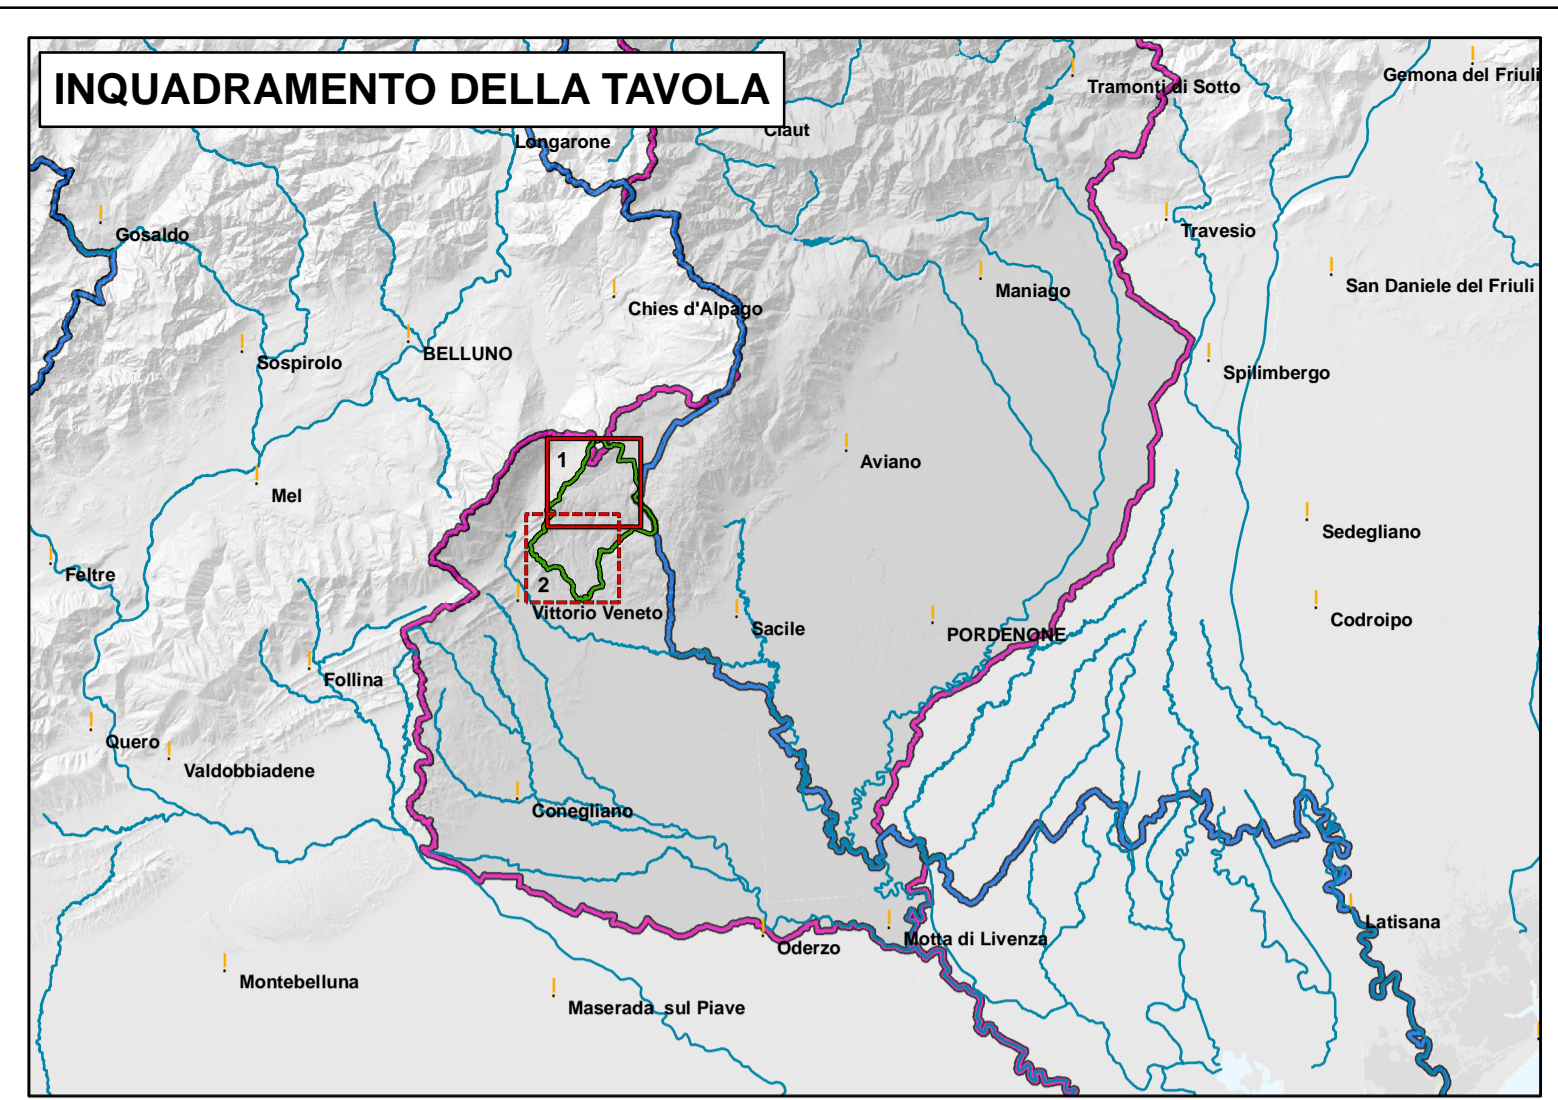 INQUADRAMENTO DELLA TAVOLA
Gemona del Friuli
Tramonti di Sotto
Claut
Longarone
Gosaldo
Travesio
San Daniele del Friuli
Maniago
Chies d'Alpago
BELLUNO
Sospirolo
Spilimbergo
1
Aviano
Mel
Sedegliano
Feltre
2
Vittorio Veneto
Sacile
PORDENONE
Codroipo
Follina
Quero
Valdobbiadene
Conegliano
Latisana
Motta di Livenza
Oderzo
Montebelluna
Maserada sul Piave